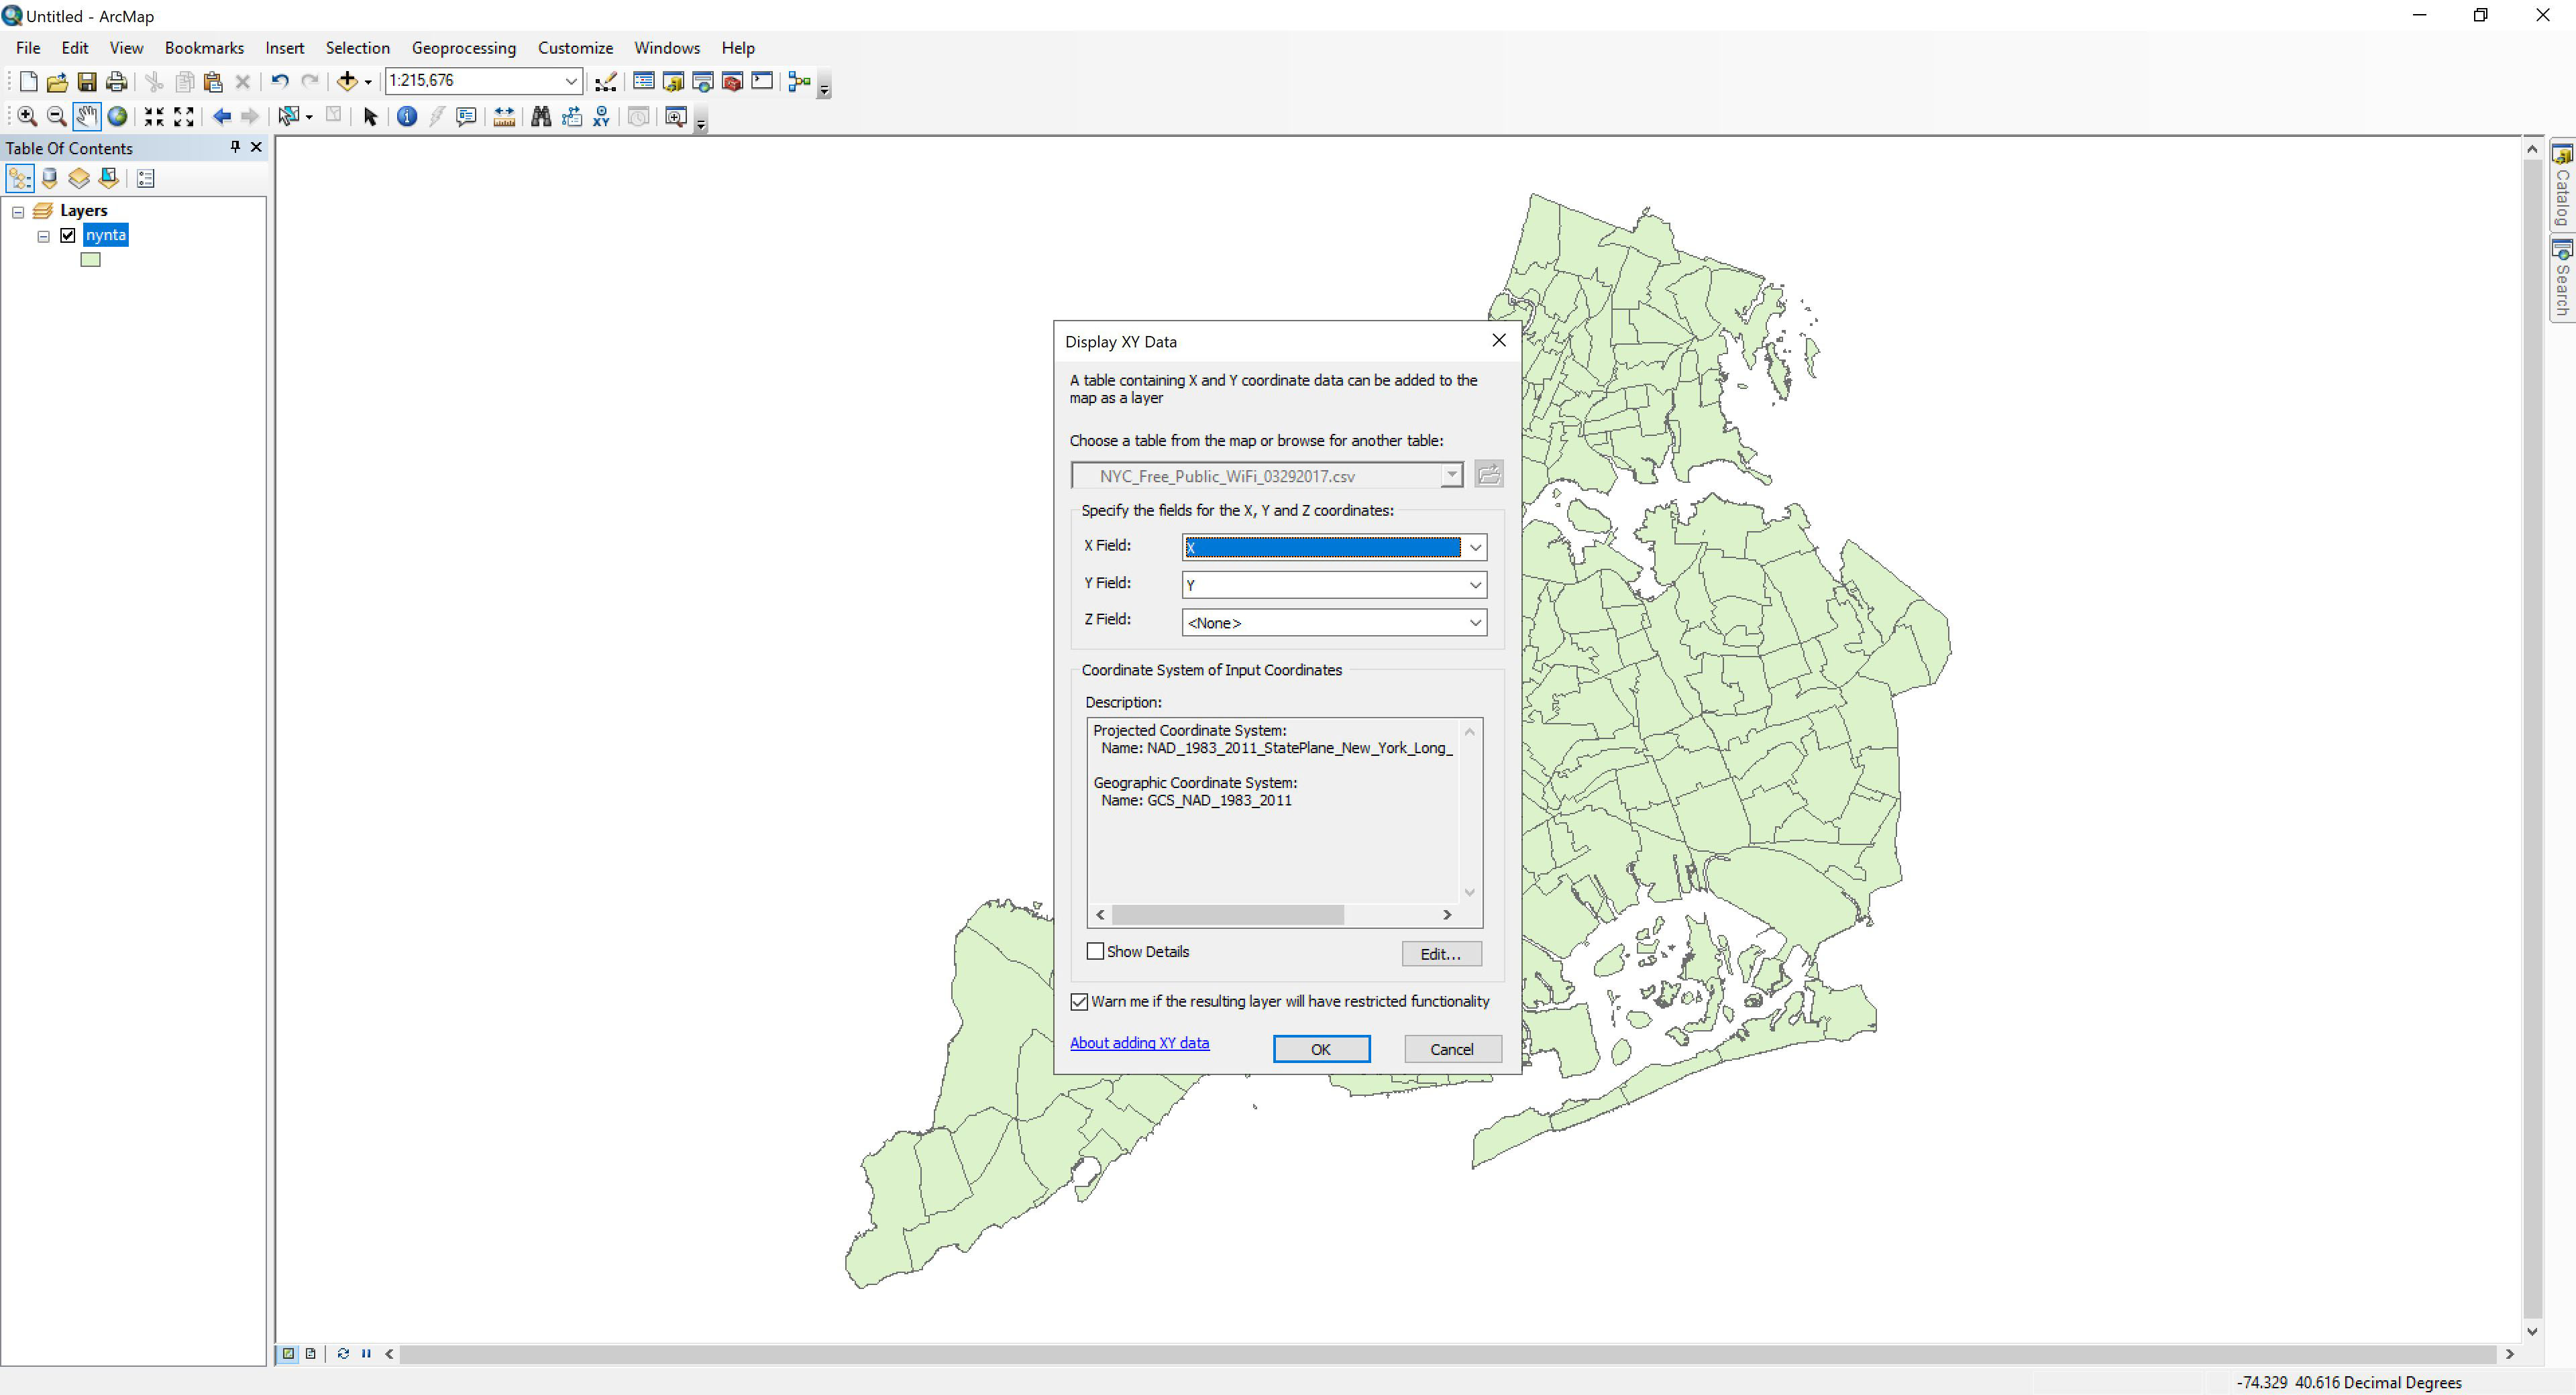 Untitled - ArcMap
File Edit View Bookmarks Insert Selection Geoprocessing Customize Windows Help
1:215,676
XY
Table Of Contents
Layers
nynta
Catalog
Search
Display XY Data
A table containing X and Y coordinate data can be added to the
map as a layer
Choose a table from the map or browse for another table:
NYC_Free_Public_WiFi_03292017.csv
Specify the fields for the X, Y and Z coordinates:
X Field: X
Y Field: Y
Z Field: <None>
Coordinate System of Input Coordinates
Description:
Projected Coordinate System:
Name: NAD_1983_2011_StatePlane_New_York_Long_
Geographic Coordinate System:
Name: GCS_NAD_1983_2011
Show Details
Edit...
Warn me if the resulting layer will have restricted functionality
About adding XY data
OK
Cancel
-74.329 40.616 Decimal Degrees